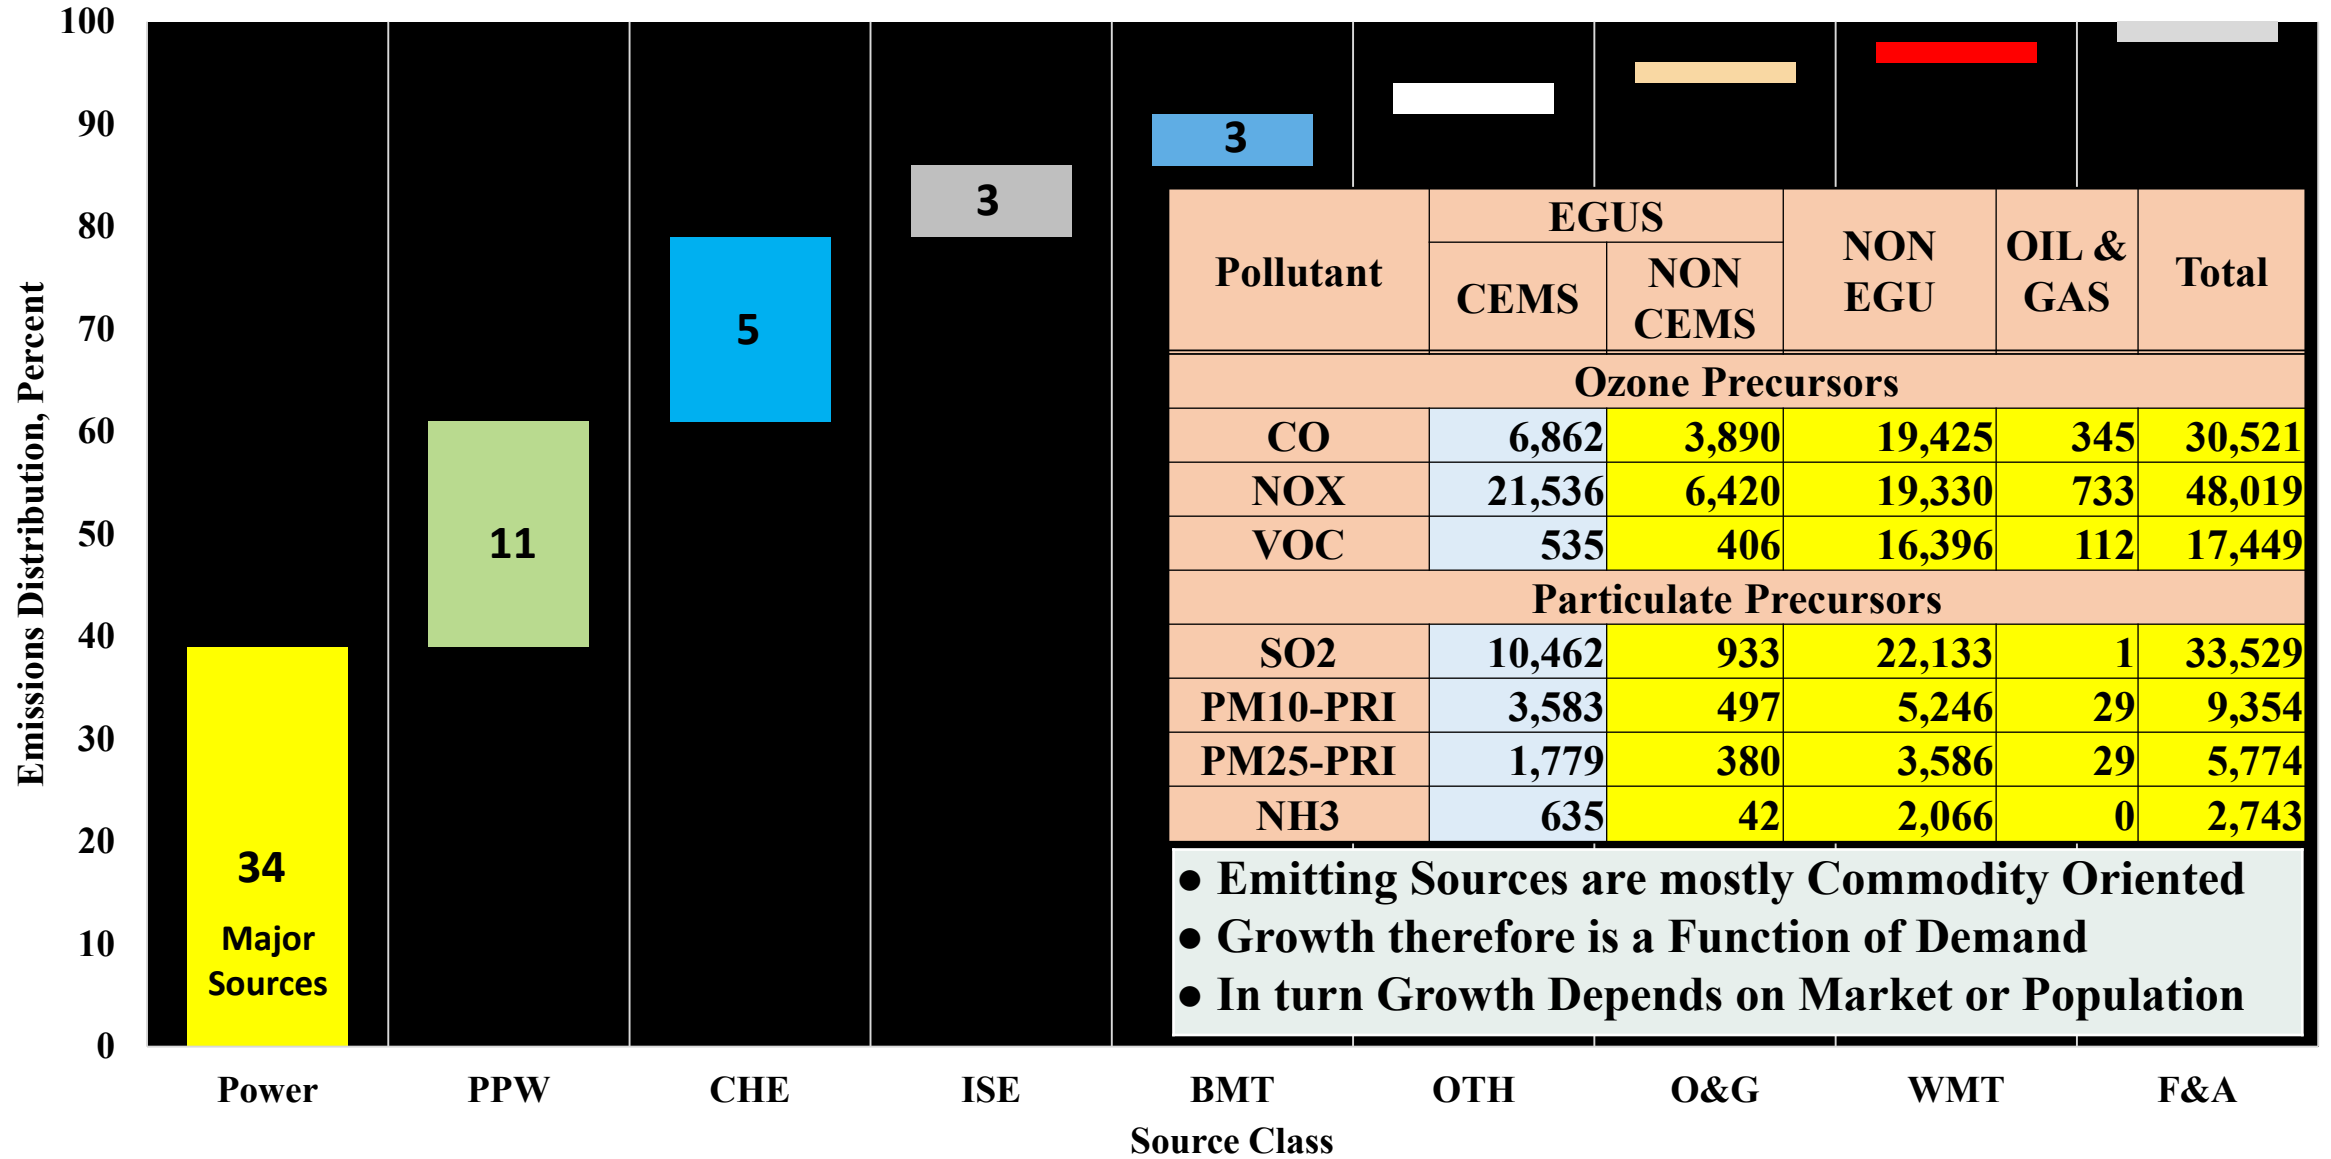 100
90
80
70
60
50
40
30
20
10
0
Emissions Distribution, Percent
34
Major
Sources
11
5
3
3
Pollutant EGUS NON EGU OIL & GAS Total
CEMS NON CEMS
Ozone Precursors
CO 6,862 3,890 19,425 345 30,521
NOX 21,536 6,420 19,330 733 48,019
VOC 535 406 16,396 112 17,449
Particulate Precursors
SO2 10,462 933 22,133 1 33,529
PM10-PRI 3,583 497 5,246 29 9,354
PM25-PRI 1,779 380 3,586 29 5,774
NH3 635 42 2,066 0 2,743
● Emitting Sources are mostly Commodity Oriented
● Growth therefore is a Function of Demand
● In turn Growth Depends on Market or Population
Power PPW CHE ISE BMT OTH O&G WMT F&A
Source Class